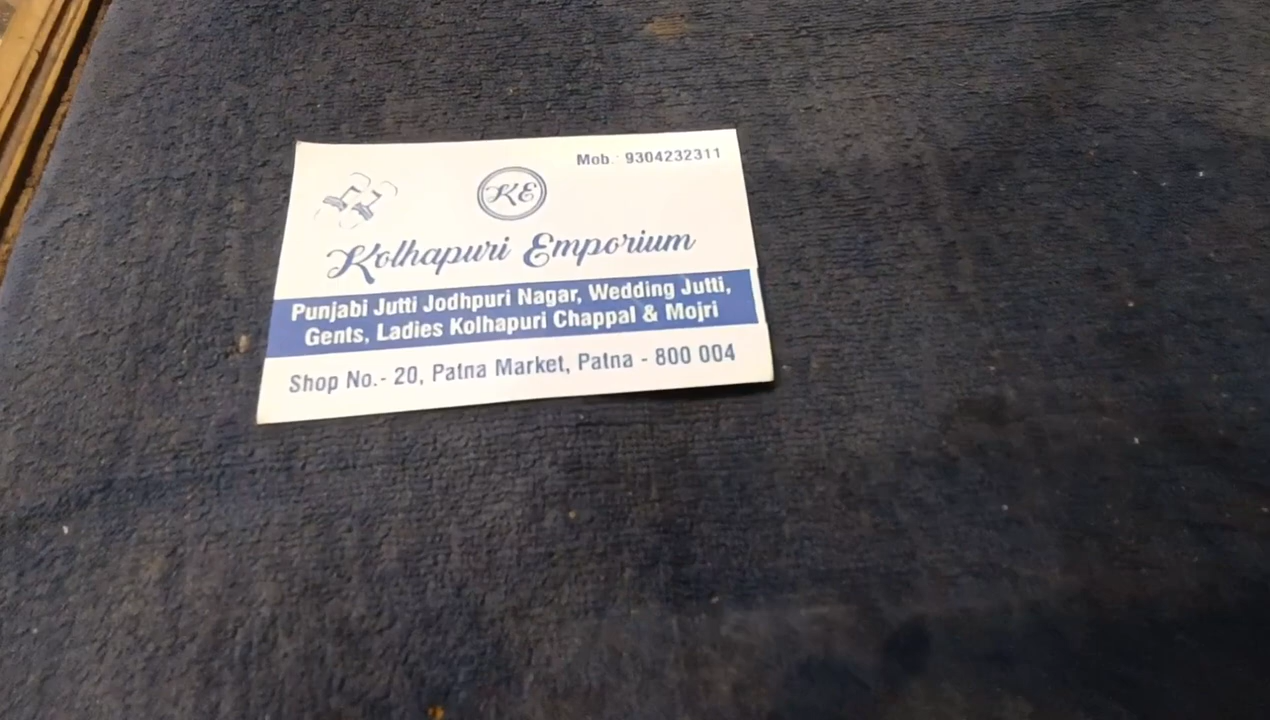 Mob.: 9304232311
KE
Kolhapuri Emporium
Punjabi Jutti Jodhpuri Nagar, Wedding Jutti,
Gents, Ladies Kolhapuri Chappal & Mojri
Shop No.- 20, Patna Market, Patna - 800 004